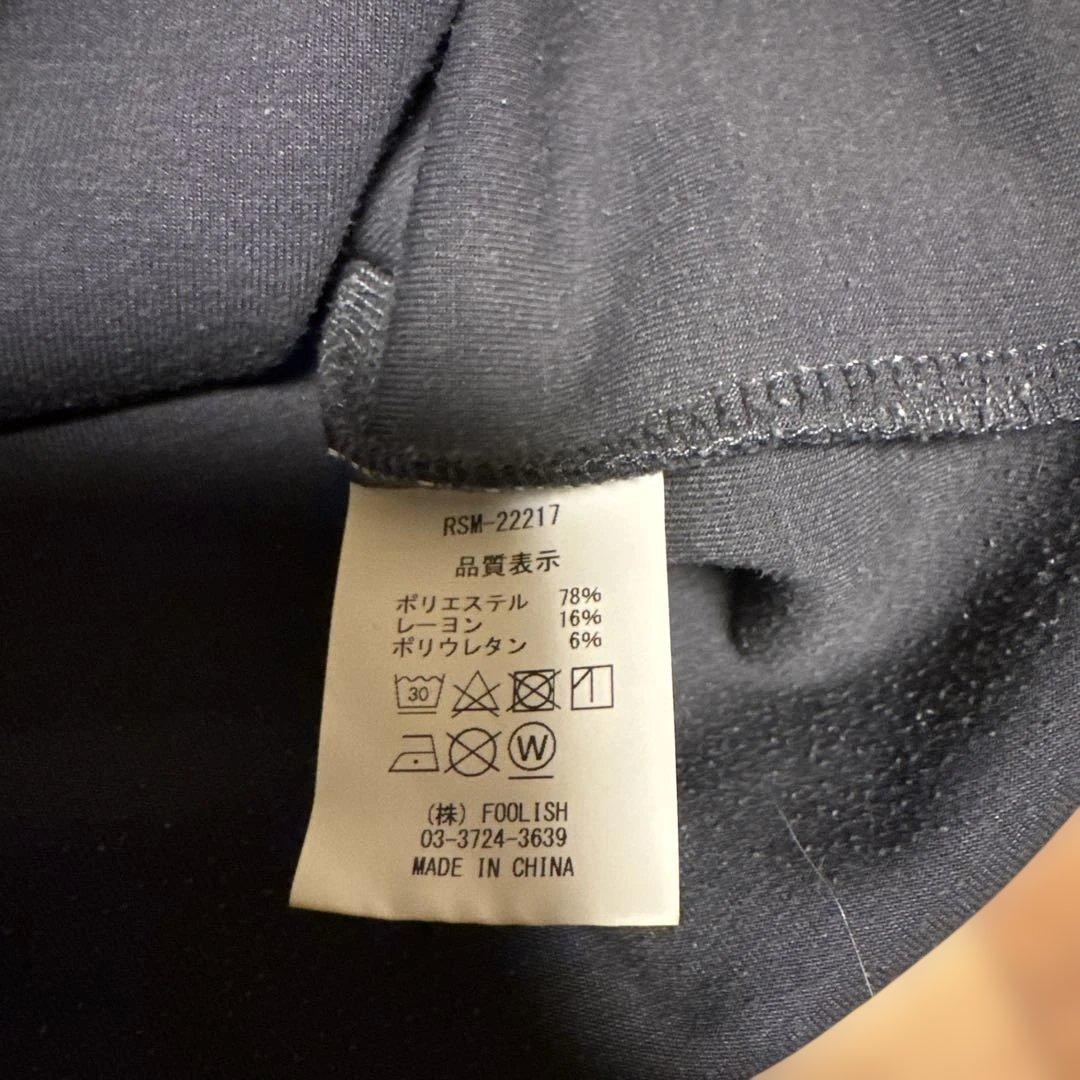 RSM-22217
品質表示
ポリエステル 78%
レーヨン 16%
ポリウレタン 6%
30
W
(株) FOOLISH
03-3724-3639
MADE IN CHINA